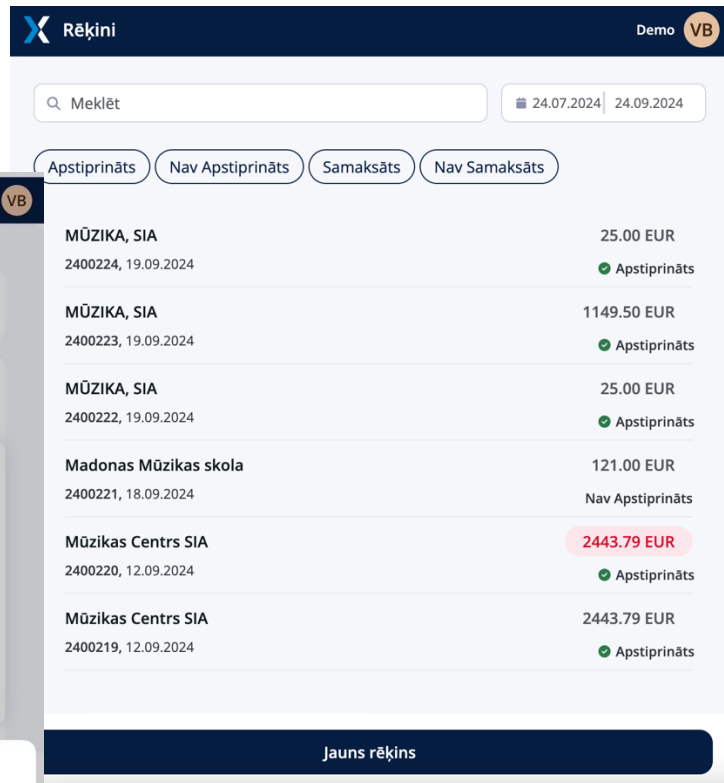 Rēķini
Demo VB
Meklēt
24.07.2024 24.09.2024
Apstiprināts Nav Apstiprināts Samaksāts Nav Samaksāts
VB
MŪZIKA, SIA 25.00 EUR
2400224, 19.09.2024 Apstiprināts
MŪZIKA, SIA 1149.50 EUR
2400223, 19.09.2024 Apstiprināts
MŪZIKA, SIA 25.00 EUR
2400222, 19.09.2024 Apstiprināts
Madonas Mūzikas skola 121.00 EUR
2400221, 18.09.2024 Nav Apstiprināts
Mūzikas Centrs SIA 2443.79 EUR
2400220, 12.09.2024 Apstiprināts
Mūzikas Centrs SIA 2443.79 EUR
2400219, 12.09.2024 Apstiprināts
Jauns rēķins